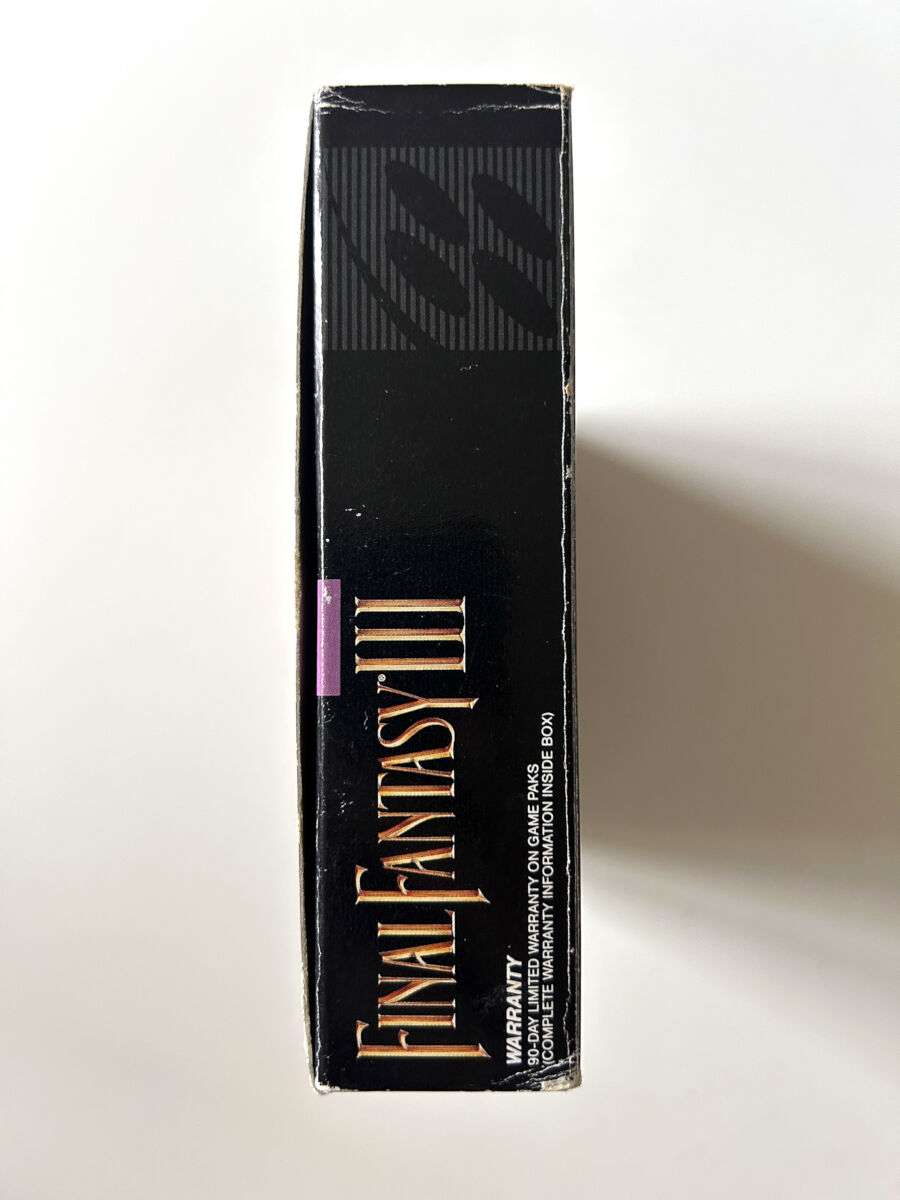 FINAL FANTASY® III
WARRANTY
90-DAY LIMITED WARRANTY ON GAME PAKS
(COMPLETE WARRANTY INFORMATION INSIDE BOX)